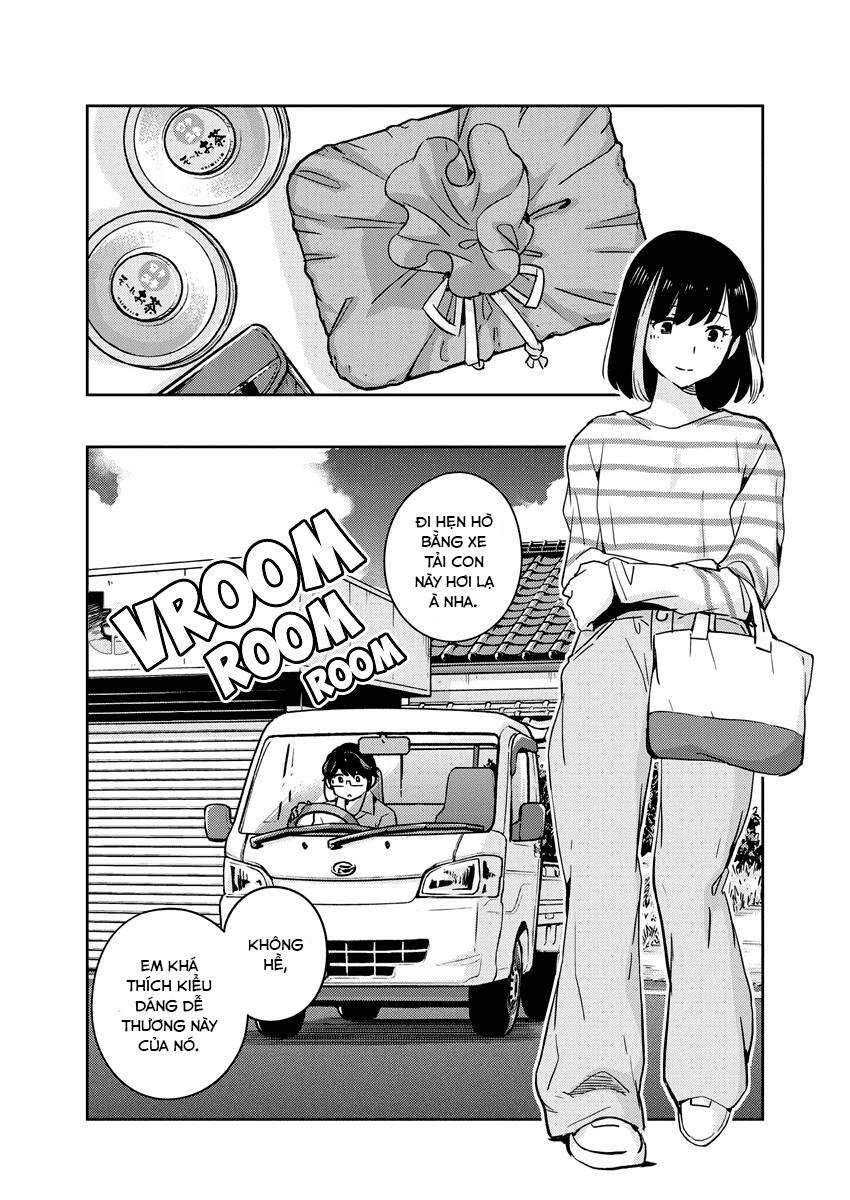 ĐI HẸN HÒ
BẰNG XE
TẢI CON
NÀY HƠI LẠ
À NHA.
VROOM
ROOM
ROOM
KHÔNG
HỀ,
EM KHÁ
THÍCH KIỂU
DÁNG DỄ
THƯƠNG NÀY
CỦA NÓ.